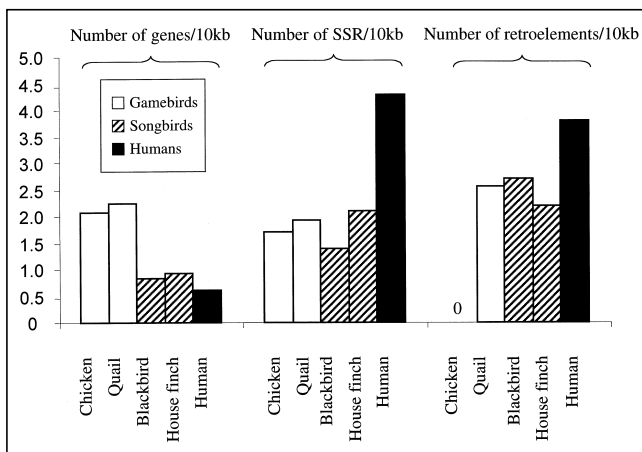 Number of genes/10kb Number of SSR/10kb Number of retroelements/10kb
5.0
4.5
4.0
3.5
3.0
2.5
2.0
1.5
1.0
0.5
0
Gamebirds
Songbirds
Humans
0
Chicken
Quail
Blackbird
House finch
Human
Chicken
Quail
Blackbird
House finch
Human
Chicken
Quail
Blackbird
House finch
Human